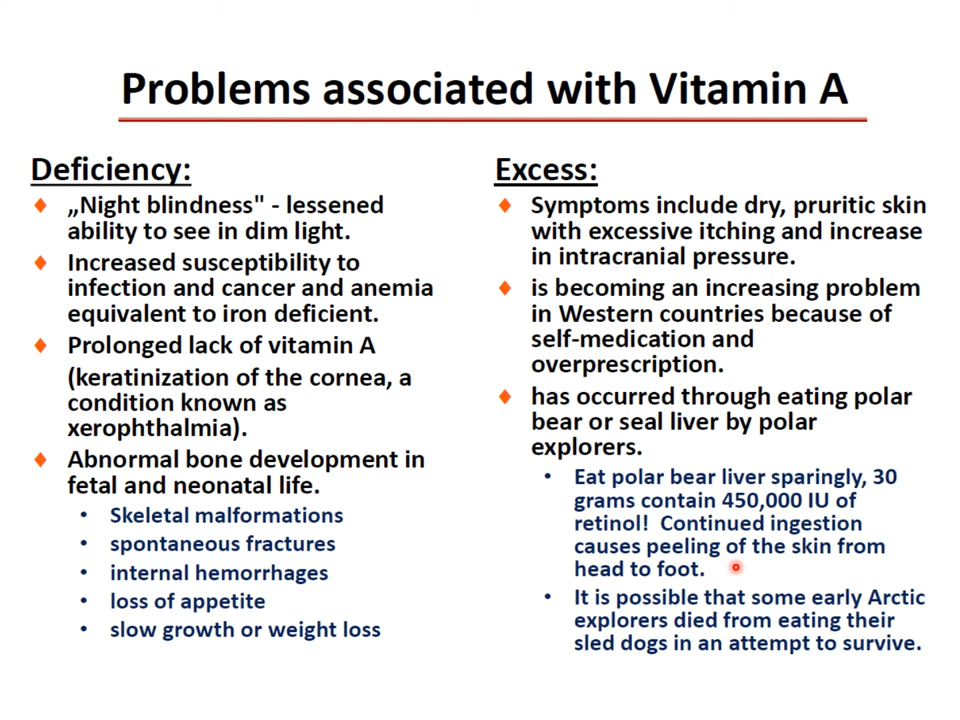 Problems associated with Vitamin A
Deficiency:
♦ „Night blindness" - lessened
ability to see in dim light.
♦ Increased susceptibility to
infection and cancer and anemia
equivalent to iron deficient.
♦ Prolonged lack of vitamin A
(keratinization of the cornea, a
condition known as
xerophthalmia).
♦ Abnormal bone development in
fetal and neonatal life.
• Skeletal malformations
• spontaneous fractures
• internal hemorrhages
• loss of appetite
• slow growth or weight loss
Excess:
♦ Symptoms include dry, pruritic skin
with excessive itching and increase
in intracranial pressure.
♦ is becoming an increasing problem
in Western countries because of
self-medication and
overprescription.
♦ has occurred through eating polar
bear or seal liver by polar
explorers.
• Eat polar bear liver sparingly, 30
grams contain 450,000 IU of
retinol! Continued ingestion
causes peeling of the skin from
head to foot.
• It is possible that some early Arctic
explorers died from eating their
sled dogs in an attempt to survive.